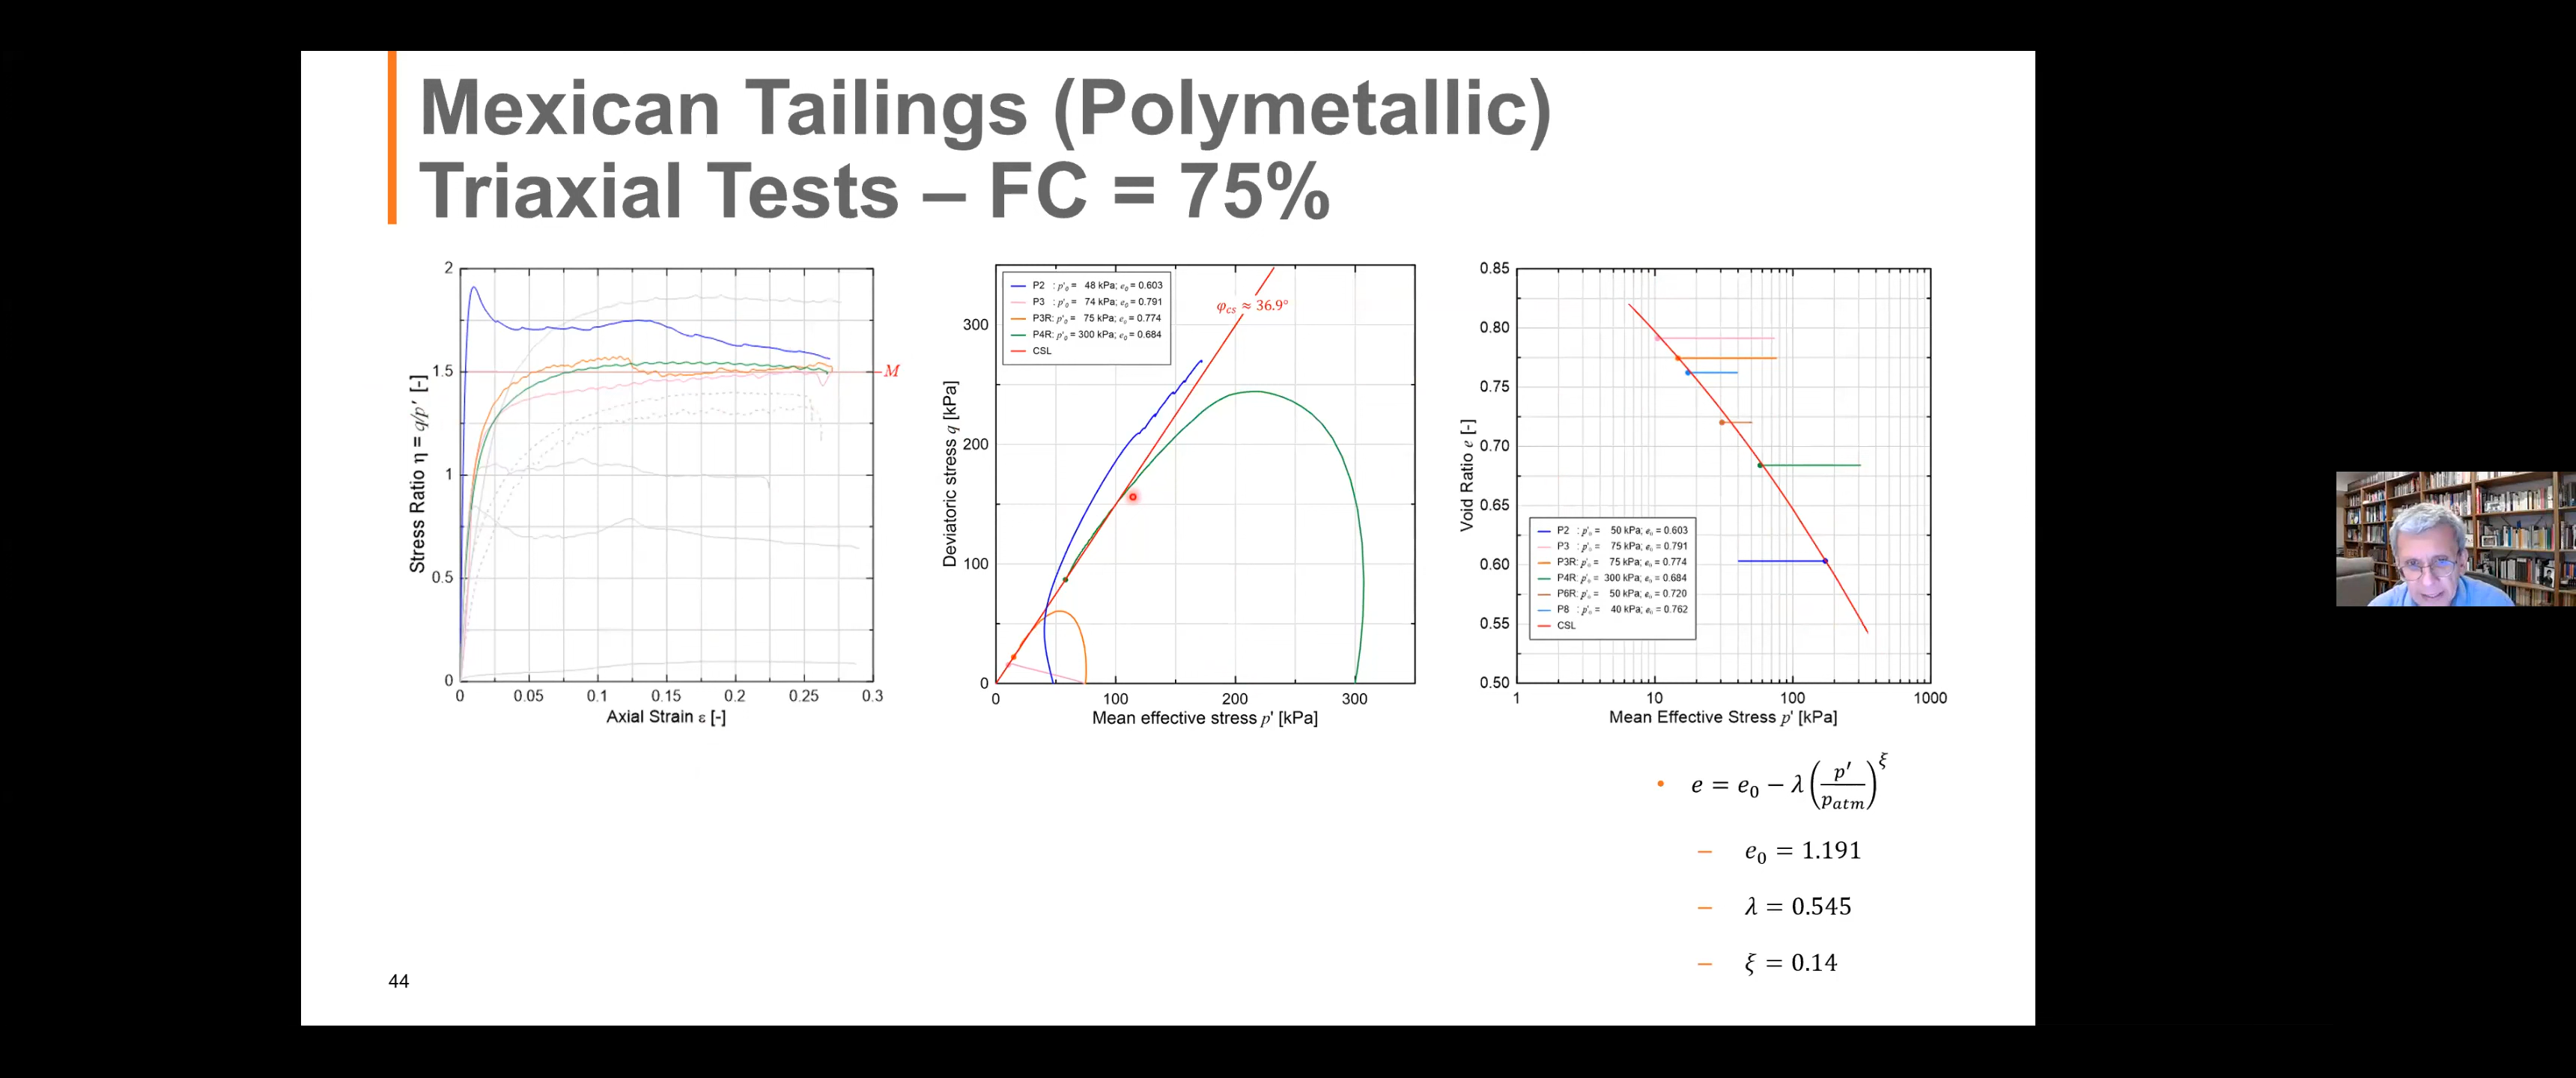 Mexican Tailings (Polymetallic)
Triaxial Tests – FC = 75%
2
1.5
1
0.5
0
Stress Ratio η = q/p′ [-]
0 0.05 0.1 0.15 0.2 0.25 0.3
Axial Strain ε [-]
M
P2 : p'₀ = 48 kPa; e₀ = 0.603
P3 : p'₀ = 74 kPa; e₀ = 0.791
P3R: p'₀ = 75 kPa; e₀ = 0.774
P4R: p'₀ = 300 kPa; e₀ = 0.684
CSL
φcs ≈ 36.9°
300
200
100
0
Deviatoric stress q [kPa]
0 100 200 300
Mean effective stress p' [kPa]
0.85
0.80
0.75
0.70
0.65
0.60
0.55
0.50
Void Ratio e [-]
P2 : p'₀ = 50 kPa; e₀ = 0.603
P3 : p'₀ = 75 kPa; e₀ = 0.791
P3R: p'₀ = 75 kPa; e₀ = 0.774
P4R: p'₀ = 300 kPa; e₀ = 0.684
P6R: p'₀ = 50 kPa; e₀ = 0.720
P8 : p'₀ = 40 kPa; e₀ = 0.762
CSL
1 10 100 1000
Mean Effective Stress p' [kPa]
• e = e₀ − λ(p′/patm)^ξ
– e₀ = 1.191
– λ = 0.545
– ξ = 0.14
44